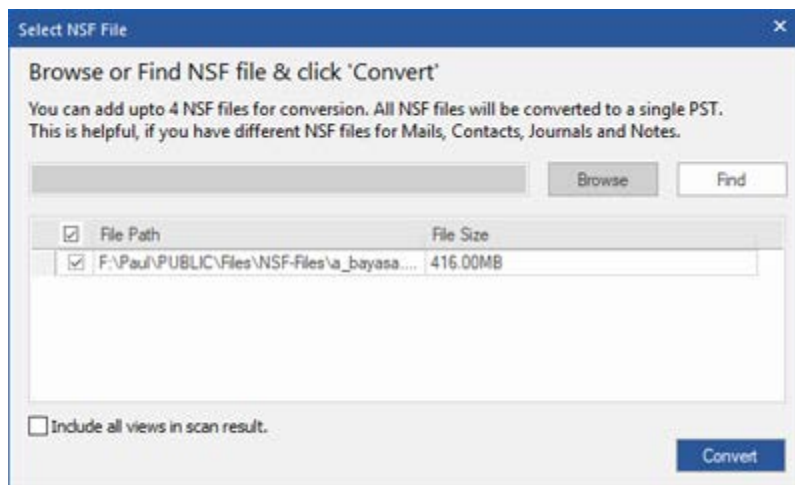 Select NSF File
Browse or Find NSF file & click 'Convert'
You can add upto 4 NSF files for conversion. All NSF files will be converted to a single PST.
This is helpful, if you have different NSF files for Mails, Contacts, Journals and Notes.
Browse Find
File Path File Size
F:\Paul\PUBLIC\Files\NSF-Files\a_bayasa.... 416.00MB
Include all views in scan result.
Convert